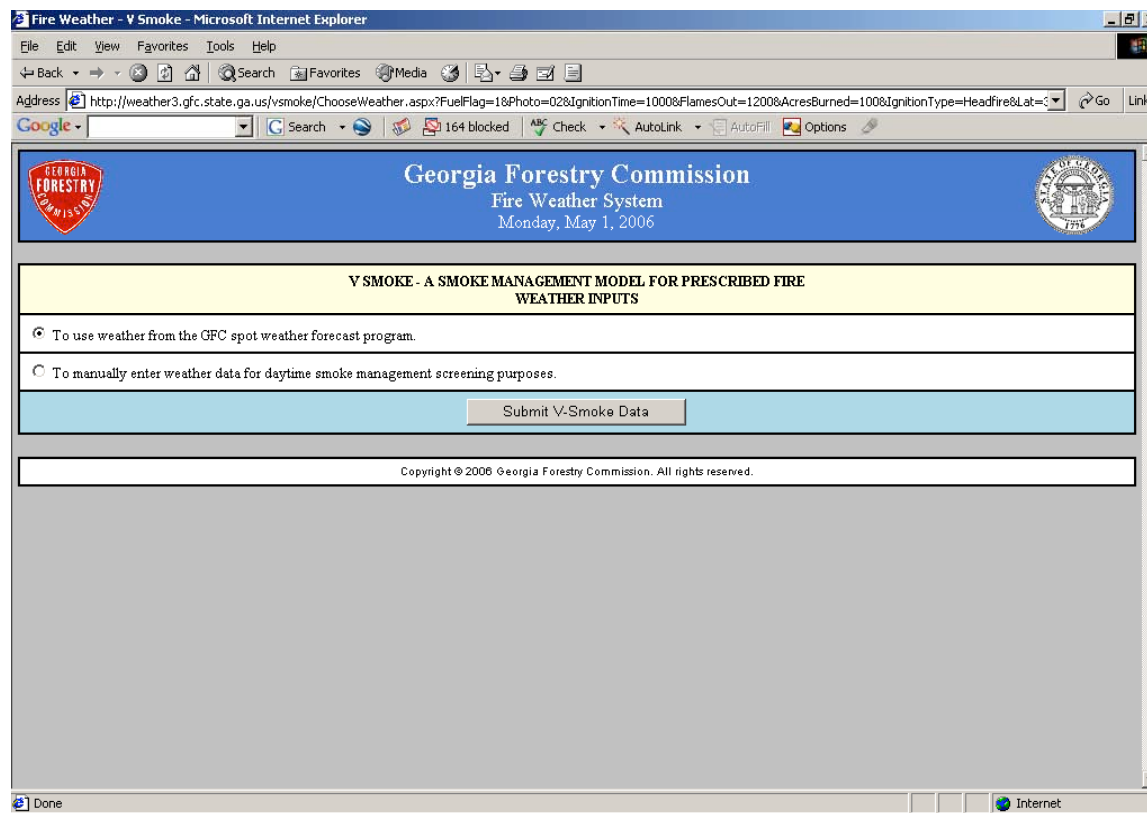 Fire Weather - V Smoke - Microsoft Internet Explorer
File Edit View Favorites Tools Help
Back Search Favorites Media
Address http://weather3.gfc.state.ga.us/vsmoke/ChooseWeather.aspx?FuelFlag=1&Photo=02&IgnitionTime=1000&FlamesOut=1200&AcresBurned=100&IgnitionType=Headfire&Lat=3 Go Link
Google Search 164 blocked ABC Check AutoLink AutoFill Options
GEORGIA
FORESTRY
COMMISSION
Georgia Forestry Commission
Fire Weather System
Monday, May 1, 2006
STATE OF GEORGIA
1776
V SMOKE - A SMOKE MANAGEMENT MODEL FOR PRESCRIBED FIRE
WEATHER INPUTS
To use weather from the GFC spot weather forecast program.
To manually enter weather data for daytime smoke management screening purposes.
Submit V-Smoke Data
Copyright © 2006 Georgia Forestry Commission. All rights reserved.
Done Internet